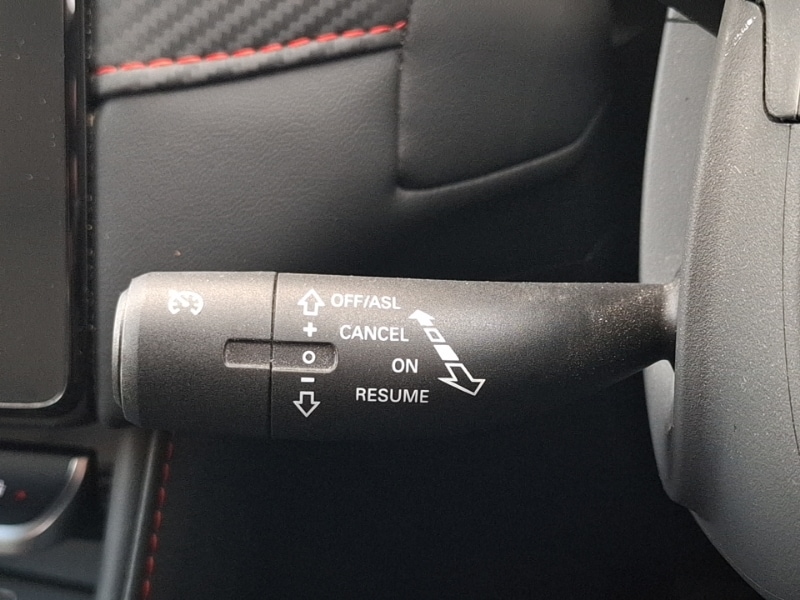 OFF/ASL
+ CANCEL
O ON
- RESUME